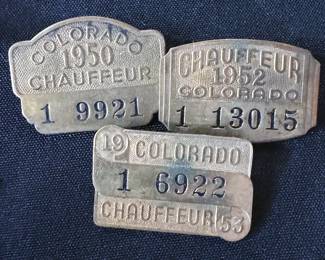 COLORADO
1950
CHAUFFEUR
1 9921
CHAUFFEUR
1952
COLORADO
1 13015
19 COLORADO
1 6922
CHAUFFEUR 53